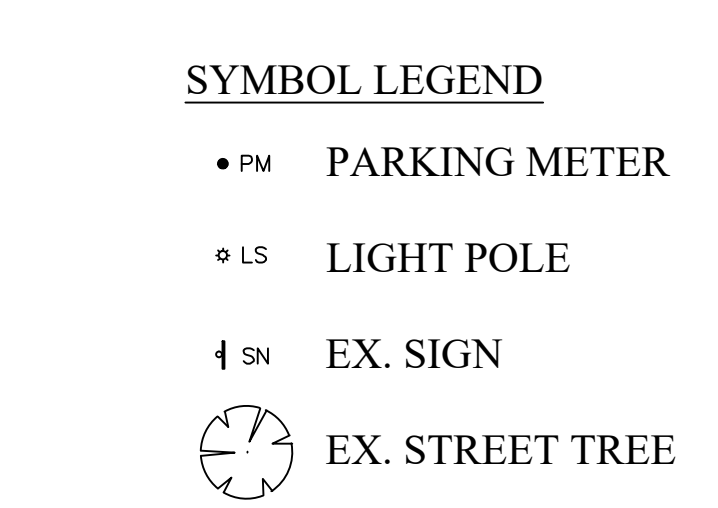 SYMBOL LEGEND
PM PARKING METER
LS LIGHT POLE
SN EX. SIGN
EX. STREET TREE